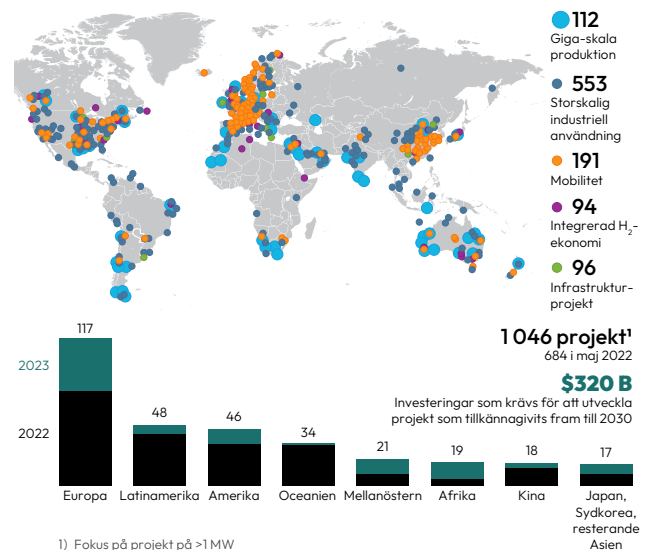 112
Giga-skala
produktion
553
Storskalig
industriell
användning
191
Mobilitet
94
Integrerad H₂-
ekonomi
96
Infrastruktur-
projekt
1 046 projekt¹
684 i maj 2022
$320 B
Investeringar som krävs för att utveckla
projekt som tillkännagivits fram till 2030
2023
2022
117
48
46
34
21
19
18
17
Europa
Latinamerika
Amerika
Oceanien
Mellanöstern
Afrika
Kina
Japan,
Sydkorea,
resterande
Asien
1) Fokus på projekt på >1 MW